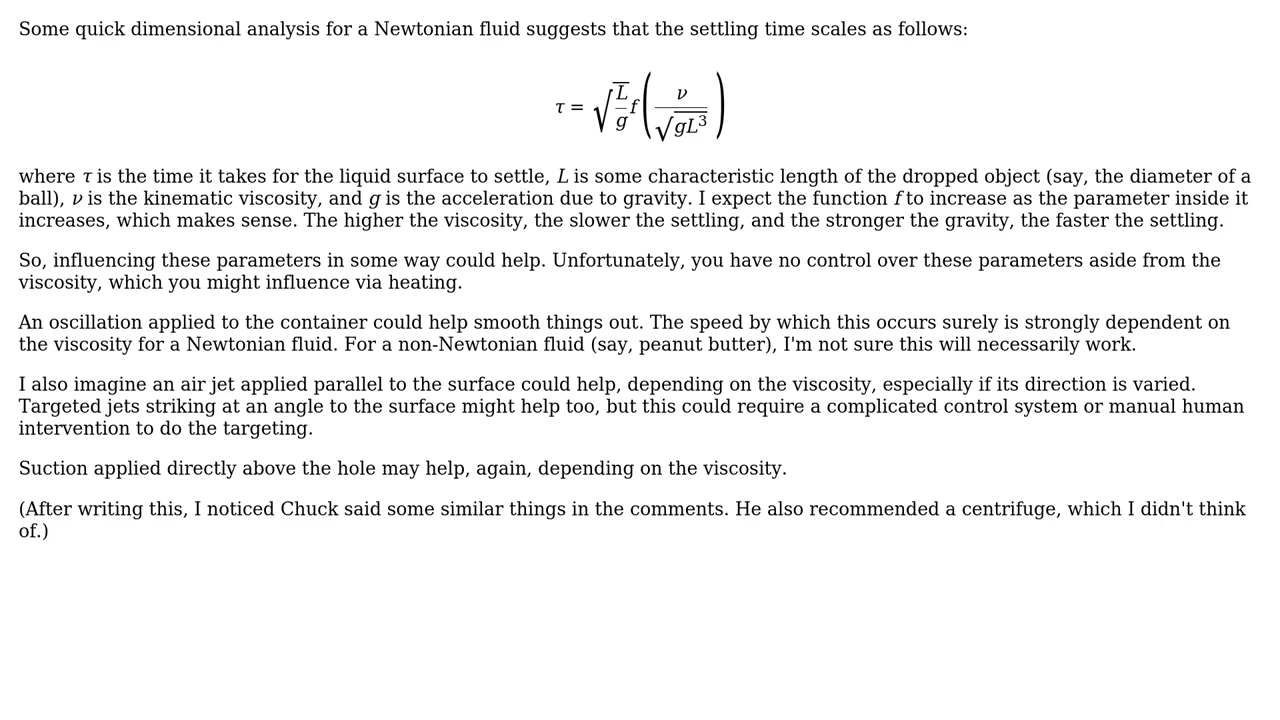 Some quick dimensional analysis for a Newtonian fluid suggests that the settling time scales as follows:
τ = √(L/g) f(ν/√(gL³))
where τ is the time it takes for the liquid surface to settle, L is some characteristic length of the dropped object (say, the diameter of a
ball), ν is the kinematic viscosity, and g is the acceleration due to gravity. I expect the function f to increase as the parameter inside it
increases, which makes sense. The higher the viscosity, the slower the settling, and the stronger the gravity, the faster the settling.
So, influencing these parameters in some way could help. Unfortunately, you have no control over these parameters aside from the
viscosity, which you might influence via heating.
An oscillation applied to the container could help smooth things out. The speed by which this occurs surely is strongly dependent on
the viscosity for a Newtonian fluid. For a non-Newtonian fluid (say, peanut butter), I'm not sure this will necessarily work.
I also imagine an air jet applied parallel to the surface could help, depending on the viscosity, especially if its direction is varied.
Targeted jets striking at an angle to the surface might help too, but this could require a complicated control system or manual human
intervention to do the targeting.
Suction applied directly above the hole may help, again, depending on the viscosity.
(After writing this, I noticed Chuck said some similar things in the comments. He also recommended a centrifuge, which I didn't think
of.)